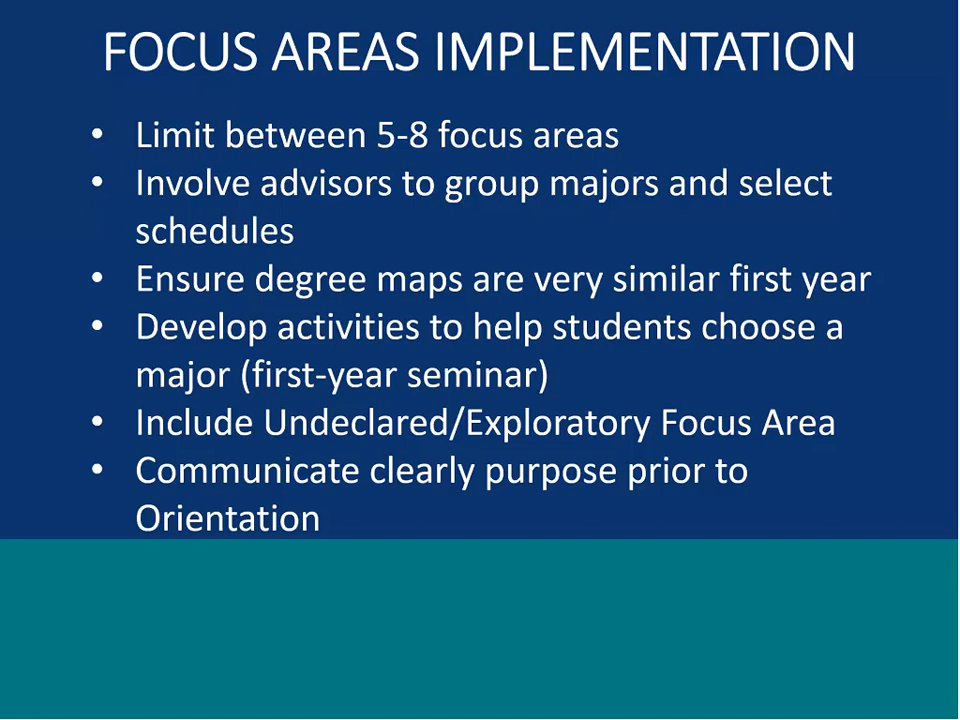 FOCUS AREAS IMPLEMENTATION
• Limit between 5-8 focus areas
• Involve advisors to group majors and select
schedules
• Ensure degree maps are very similar first year
• Develop activities to help students choose a
major (first-year seminar)
• Include Undeclared/Exploratory Focus Area
• Communicate clearly purpose prior to
Orientation